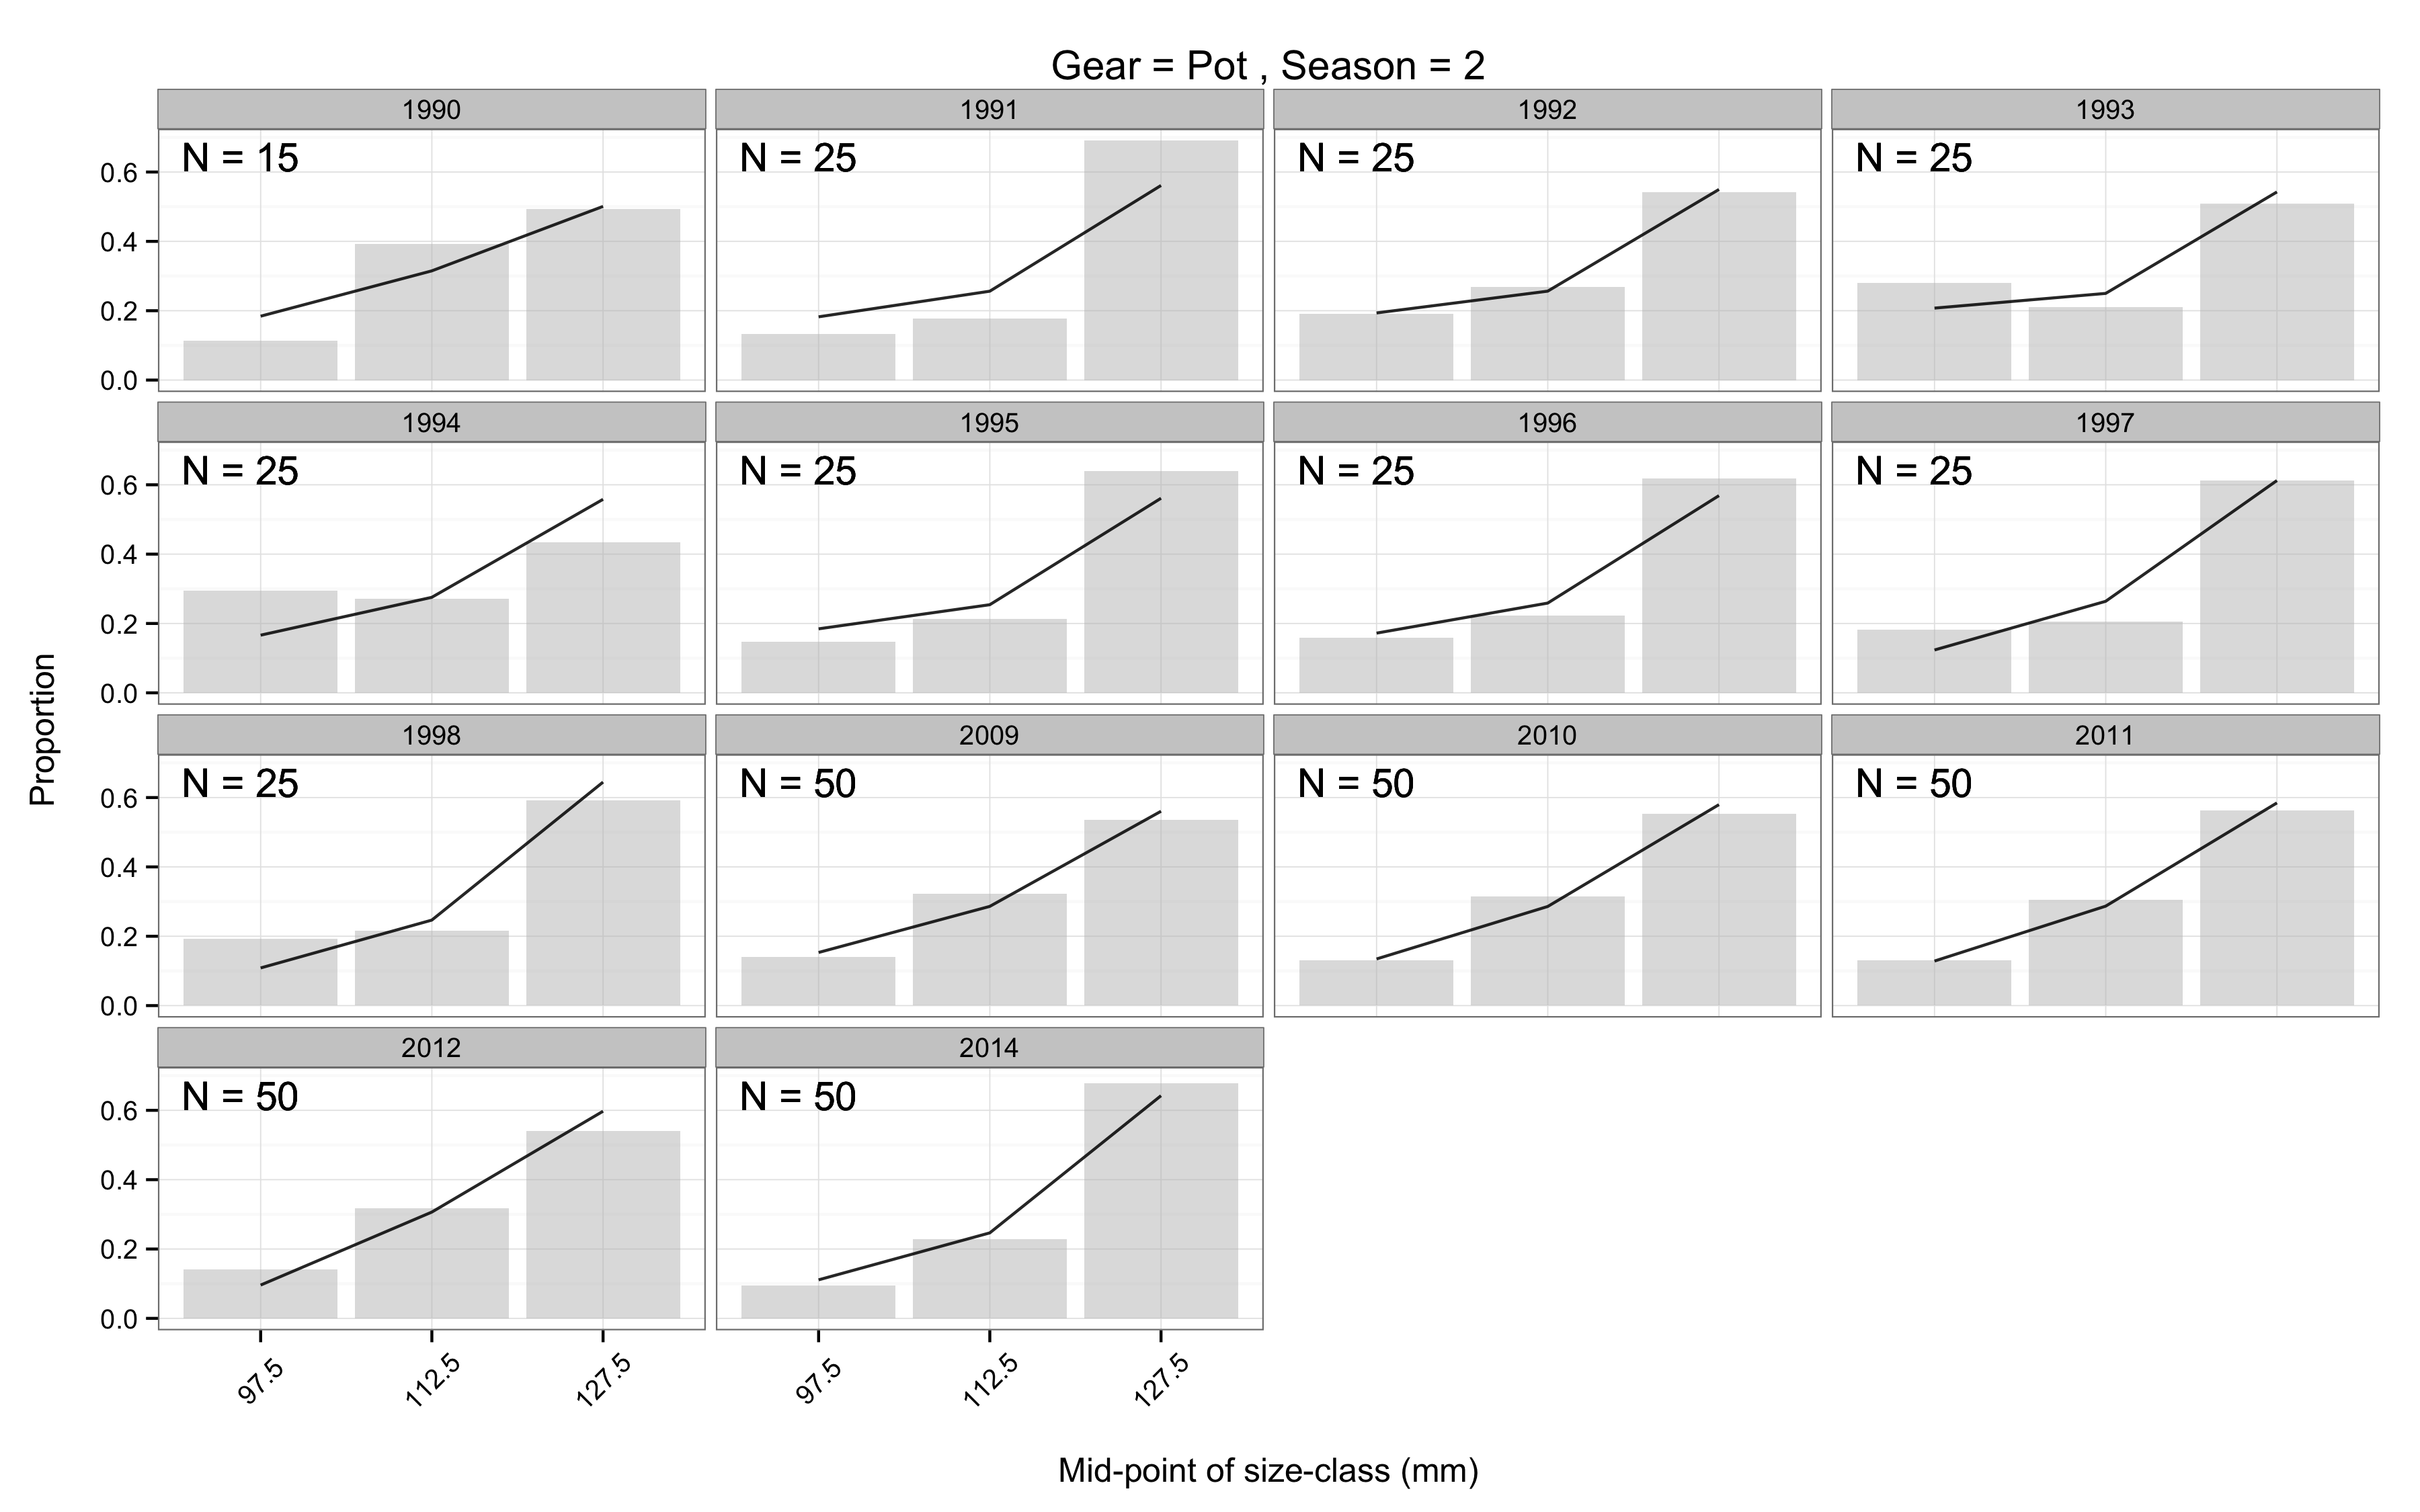 Gear = Pot , Season = 2
1990
1991
1992
1993
N = 15
N = 25
N = 25
N = 25
0.6
0.4
0.2
0.0
1994
1995
1996
1997
N = 25
N = 25
N = 25
N = 25
0.6
0.4
0.2
0.0
1998
2009
2010
2011
N = 25
N = 50
N = 50
N = 50
0.6
0.4
0.2
0.0
2012
2014
N = 50
N = 50
0.6
0.4
0.2
0.0
97.5
112.5
127.5
97.5
112.5
127.5
Proportion
Mid-point of size-class (mm)